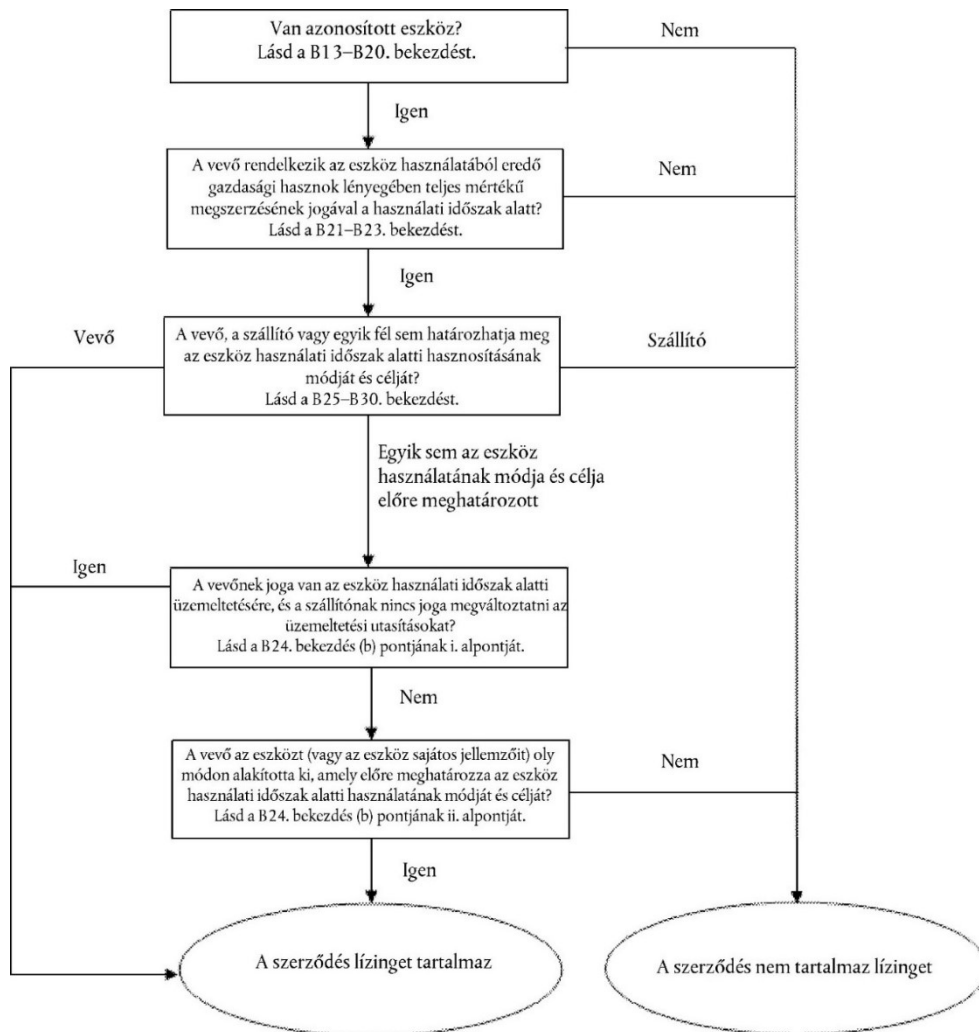 Van azonosított eszköz?
Lásd a B13–B20. bekezdést.
Nem
Igen
A vevő rendelkezik az eszköz használatából eredő
gazdasági hasznok lényegében teljes mértékű
megszerzésének jogával a használati időszak alatt?
Lásd a B21–B23. bekezdést.
Nem
Igen
Vevő
A vevő, a szállító vagy egyik fél sem határozhatja meg
az eszköz használati időszak alatti hasznosításának
módját és célját?
Lásd a B25–B30. bekezdést.
Szállító
Egyik sem az eszköz
használatának módja és célja
előre meghatározott
Igen
A vevőnek joga van az eszköz használati időszak alatti
üzemeltetésére, és a szállítónak nincs joga megváltoztatni az
üzemeltetési utasításokat?
Lásd a B24. bekezdés (b) pontjának i. alpontját.
Nem
A vevő az eszközt (vagy az eszköz sajátos jellemzőit) oly
módon alakította ki, amely előre meghatározza az eszköz
használati időszak alatti használatának módját és célját?
Lásd a B24. bekezdés (b) pontjának ii. alpontját.
Nem
Igen
A szerződés lízinget tartalmaz
A szerződés nem tartalmaz lízinget